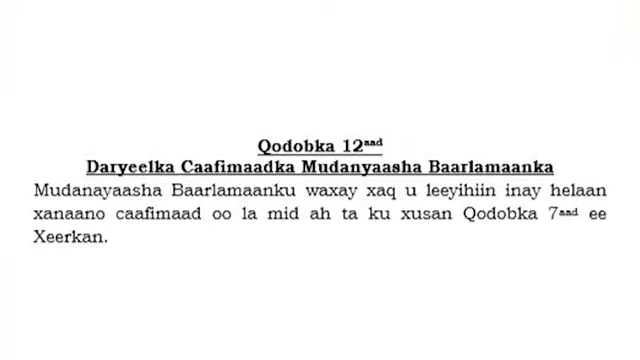 Qodobka 12aad
Daryeelka Caafimaadka Mudanyaasha Baarlamaanka
Mudanayaasha Baarlamaanku waxay xaq u leeyihiin inay helaan
xanaano caafimaad oo la mid ah ta ku xusan Qodobka 7aad ee
Xeerkan.